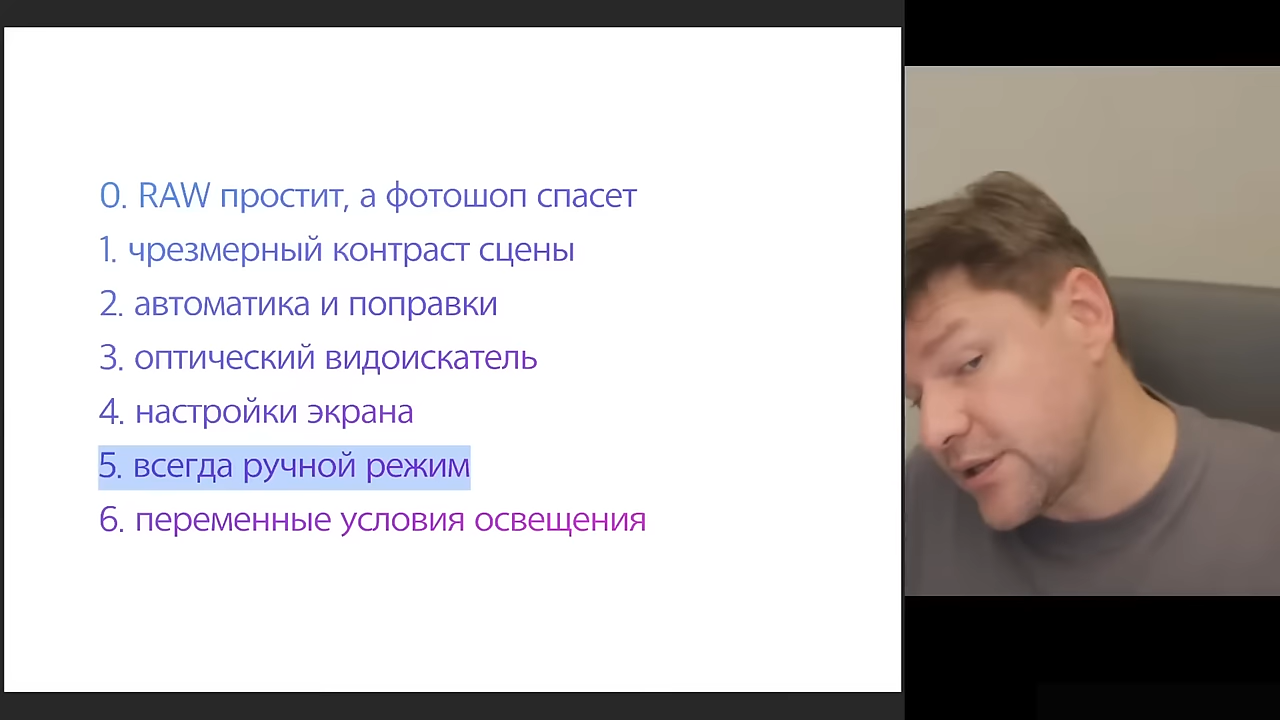 0. RAW простит, а фотошоп спасет
1. чрезмерный контраст сцены
2. автоматика и поправки
3. оптический видоискатель
4. настройки экрана
5. всегда ручной режим
6. переменные условия освещения